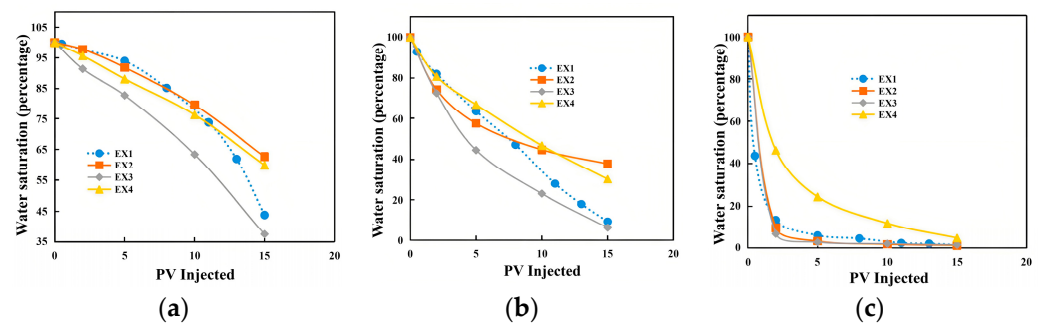 105
95
85
75
65
55
45
35
0
5
10
15
20
Water saturation (percentage)
PV Injected
EX1
EX2
EX3
EX4
(a)
100
80
60
40
20
0
0
5
10
15
20
Water saturation (percentage)
PV Injected
EX1
EX2
EX3
EX4
(b)
100
80
60
40
20
0
0
5
10
15
20
Water saturation (percentage)
PV Injected
EX1
EX2
EX3
EX4
(c)